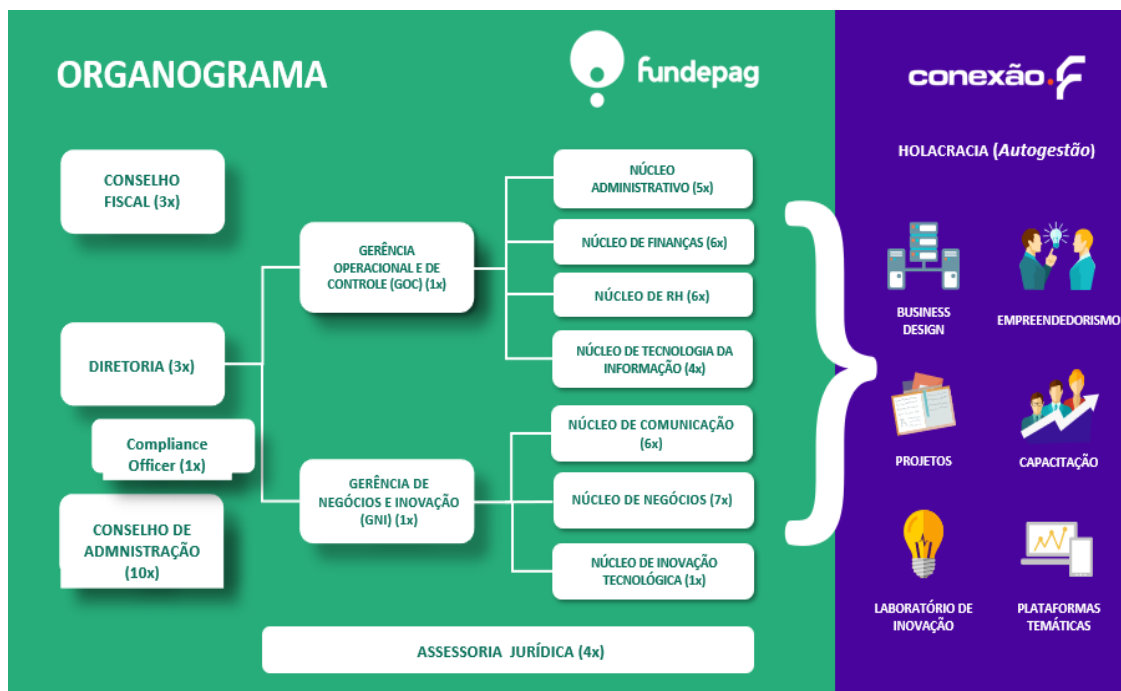 ORGANOGRAMA
fundepag
CONSELHO
FISCAL (3x)
DIRETORIA (3x)
Compliance
Officer (1x)
CONSELHO DE
ADMNISTRAÇÃO
(10x)
GERÊNCIA
OPERACIONAL E DE
CONTROLE (GOC) (1x)
GERÊNCIA DE
NEGÓCIOS E INOVAÇÃO
(GNI) (1x)
NÚCLEO
ADMINISTRATIVO (5x)
NÚCLEO DE FINANÇAS (6x)
NÚCLEO DE RH (6x)
NÚCLEO DE TECNOLOGIA DA
INFORMAÇÃO (4x)
NÚCLEO DE COMUNICAÇÃO
(6x)
NÚCLEO DE NEGÓCIOS (7x)
NÚCLEO DE INOVAÇÃO
TECNOLÓGICA (1x)
ASSESSORIA JURÍDICA (4x)
conexão.F
HOLACRACIA (Autogestão)
BUSINESS
DESIGN
EMPREENDEDORISMO
PROJETOS
CAPACITAÇÃO
LABORATÓRIO DE
INOVAÇÃO
PLATAFORMAS
TEMÁTICAS